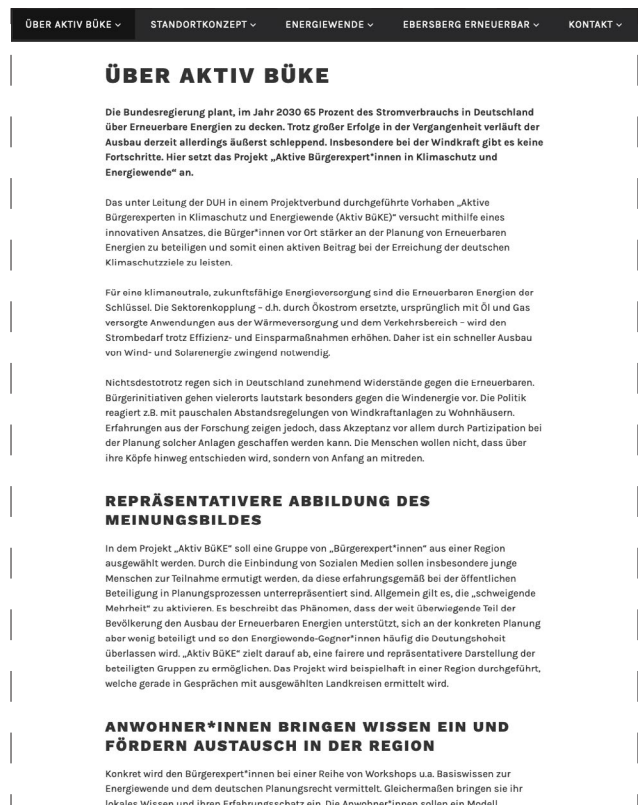 ÜBER AKTIV BÜKE STANDORTKONZEPT ENERGIEWENDE EBERSBERG ERNEUERBAR KONTAKT
ÜBER AKTIV BÜKE
Die Bundesregierung plant, im Jahr 2030 65 Prozent des Stromverbrauchs in Deutschland
über Erneuerbare Energien zu decken. Trotz großer Erfolge in der Vergangenheit verläuft der
Ausbau derzeit allerdings äußerst schleppend. Insbesondere bei der Windkraft gibt es keine
Fortschritte. Hier setzt das Projekt „Aktive Bürgerexpert*innen in Klimaschutz und
Energiewende“ an.
Das unter Leitung der DUH in einem Projektverbund durchgeführte Vorhaben „Aktive
Bürgerexperten in Klimaschutz und Energiewende (Aktiv BüKE)“ versucht mithilfe eines
innovativen Ansatzes, die Bürger*innen vor Ort stärker an der Planung von Erneuerbaren
Energien zu beteiligen und somit einen aktiven Beitrag bei der Erreichung der deutschen
Klimaschutzziele zu leisten.
Für eine klimaneutrale, zukunftsfähige Energieversorgung sind die Erneuerbaren Energien der
Schlüssel. Die Sektorenkopplung – d.h. durch Ökostrom ersetzte, ursprünglich mit Öl und Gas
versorgte Anwendungen aus der Wärmeversorgung und dem Verkehrsbereich – wird den
Strombedarf trotz Effizienz- und Einsparmaßnahmen erhöhen. Daher ist ein schneller Ausbau
von Wind- und Solarenergie zwingend notwendig.
Nichtsdestotrotz regen sich in Deutschland zunehmend Widerstände gegen die Erneuerbaren.
Bürgerinitiativen gehen vielerorts lautstark besonders gegen die Windenergie vor. Die Politik
reagiert z.B. mit pauschalen Abstandsregelungen von Windkraftanlagen zu Wohnhäusern.
Erfahrungen aus der Forschung zeigen jedoch, dass Akzeptanz vor allem durch Partizipation bei
der Planung solcher Anlagen geschaffen werden kann. Die Menschen wollen nicht, dass über
ihre Köpfe hinweg entschieden wird, sondern von Anfang an mitreden.
REPRÄSENTATIVERE ABBILDUNG DES
MEINUNGSBILDES
In dem Projekt „Aktiv BüKE“ soll eine Gruppe von „Bürgerexpert*innen“ aus einer Region
ausgewählt werden. Durch die Einbindung von Sozialen Medien sollen insbesondere junge
Menschen zur Teilnahme ermutigt werden, da diese erfahrungsgemäß bei der öffentlichen
Beteiligung in Planungsprozessen unterrepräsentiert sind. Allgemein gilt es, die „schweigende
Mehrheit“ zu aktivieren. Es beschreibt das Phänomen, dass der weit überwiegende Teil der
Bevölkerung den Ausbau der Erneuerbaren Energien unterstützt, sich an der konkreten Planung
aber wenig beteiligt und so den Energiewende-Gegner*innen häufig die Deutungshoheit
überlassen wird. „Aktiv BüKE“ zielt darauf ab, eine fairere und repräsentativere Darstellung der
beteiligten Gruppen zu ermöglichen. Das Projekt wird beispielhaft in einer Region durchgeführt,
welche gerade in Gesprächen mit ausgewählten Landkreisen ermittelt wird.
ANWOHNER*INNEN BRINGEN WISSEN EIN UND
FÖRDERN AUSTAUSCH IN DER REGION
Konkret wird den Bürgerexpert*innen bei einer Reihe von Workshops u.a. Basiswissen zur
Energiewende und dem deutschen Planungsrecht vermittelt. Gleichermaßen bringen sie ihr
lokales Wissen und ihren Erfahrungsschatz ein. Die Anwohner*innen sollen ein Modell